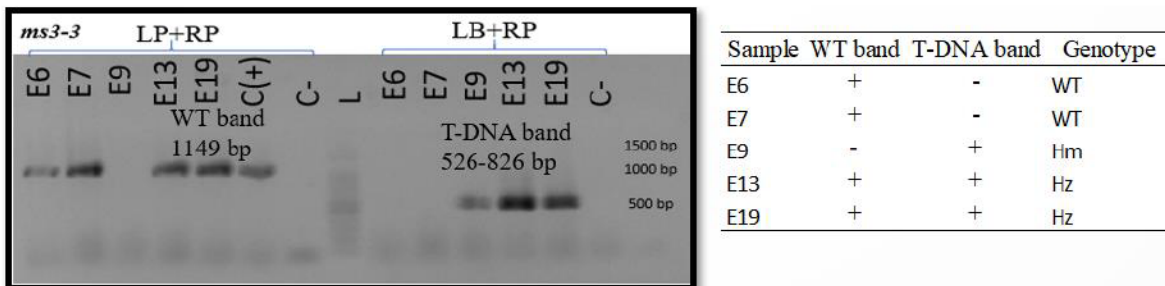 ms3-3 LP+RP LB+RP
E6 E7 E9 E13 E19 C(+) C- L E6 E7 E9 E13 E19 C-
WT band
1149 bp
T-DNA band
526-826 bp
1500 bp
1000 bp
500 bp
Sample WT band T-DNA band Genotype
E6 + - WT
E7 + - WT
E9 - + Hm
E13 + + Hz
E19 + + Hz